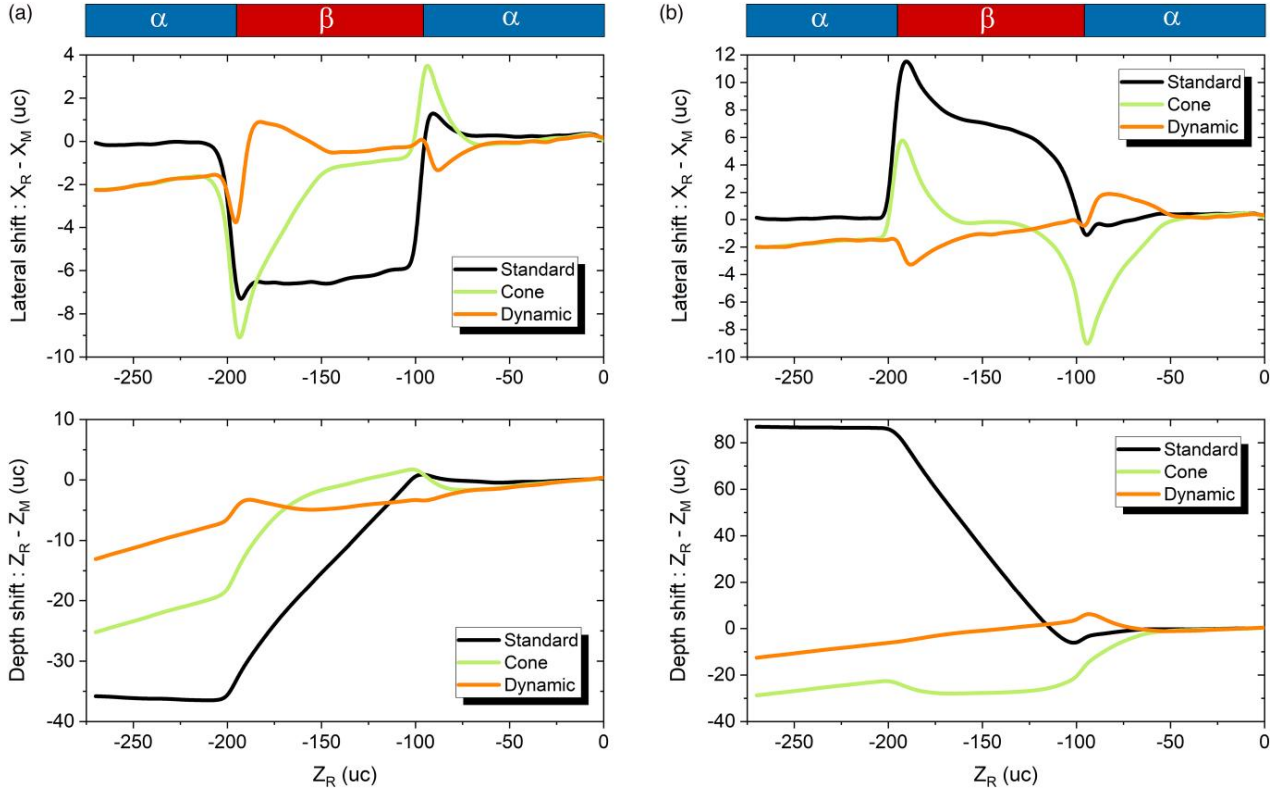 (a)
α β α
4
2
0
-2
-4
-6
-8
-10
Lateral shift : X_R - X_M (uc)
Standard
Cone
Dynamic
-250 -200 -150 -100 -50 0
10
0
-10
-20
-30
-40
Depth shift : Z_R - Z_M (uc)
Standard
Cone
Dynamic
-250 -200 -150 -100 -50 0
Z_R (uc)
(b)
α β α
12
10
8
6
4
2
0
-2
-4
-6
-8
-10
Lateral shift : X_R - X_M (uc)
Standard
Cone
Dynamic
-250 -200 -150 -100 -50 0
80
60
40
20
0
-20
-40
Depth shift : Z_R - Z_M (uc)
Standard
Cone
Dynamic
-250 -200 -150 -100 -50 0
Z_R (uc)